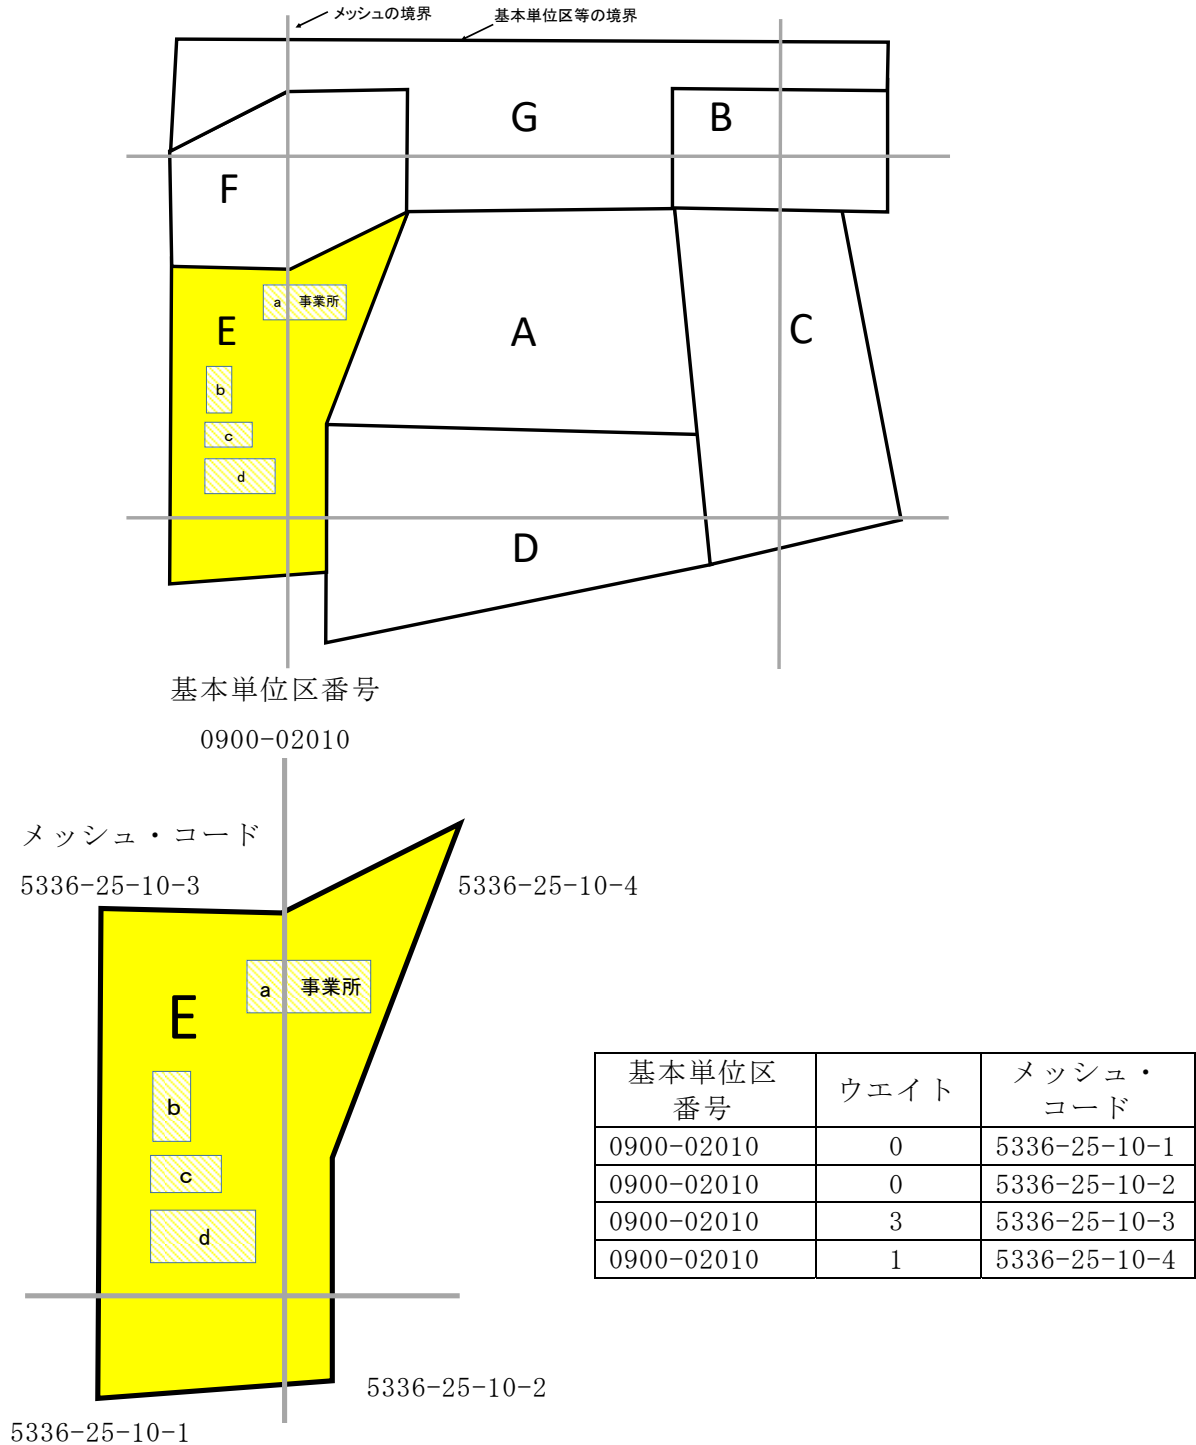 メッシュの境界
基本単位区等の境界
G
B
F
a 事業所
E
A
C
b
c
d
D
基本単位区番号
0900-02010
メッシュ・コード
5336-25-10-3
5336-25-10-4
a 事業所
E
b
c
d
5336-25-10-2
5336-25-10-1
基本単位区
番号
ウエイト
メッシュ・
コード
0900-02010 0 5336-25-10-1
0900-02010 0 5336-25-10-2
0900-02010 3 5336-25-10-3
0900-02010 1 5336-25-10-4